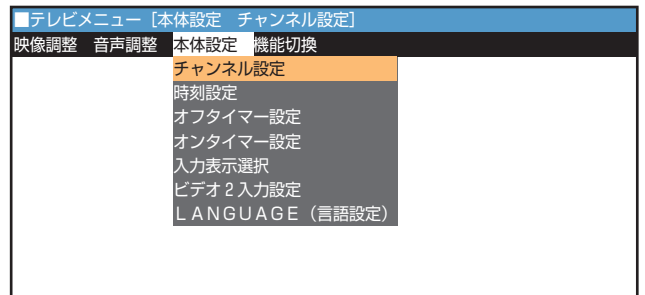 ■テレビメニュー［本体設定　チャンネル設定］
映像調整　音声調整　本体設定　機能切換
チャンネル設定
時刻設定
オフタイマー設定
オンタイマー設定
入力表示選択
ビデオ２入力設定
ＬＡＮＧＵＡＧＥ（言語設定）